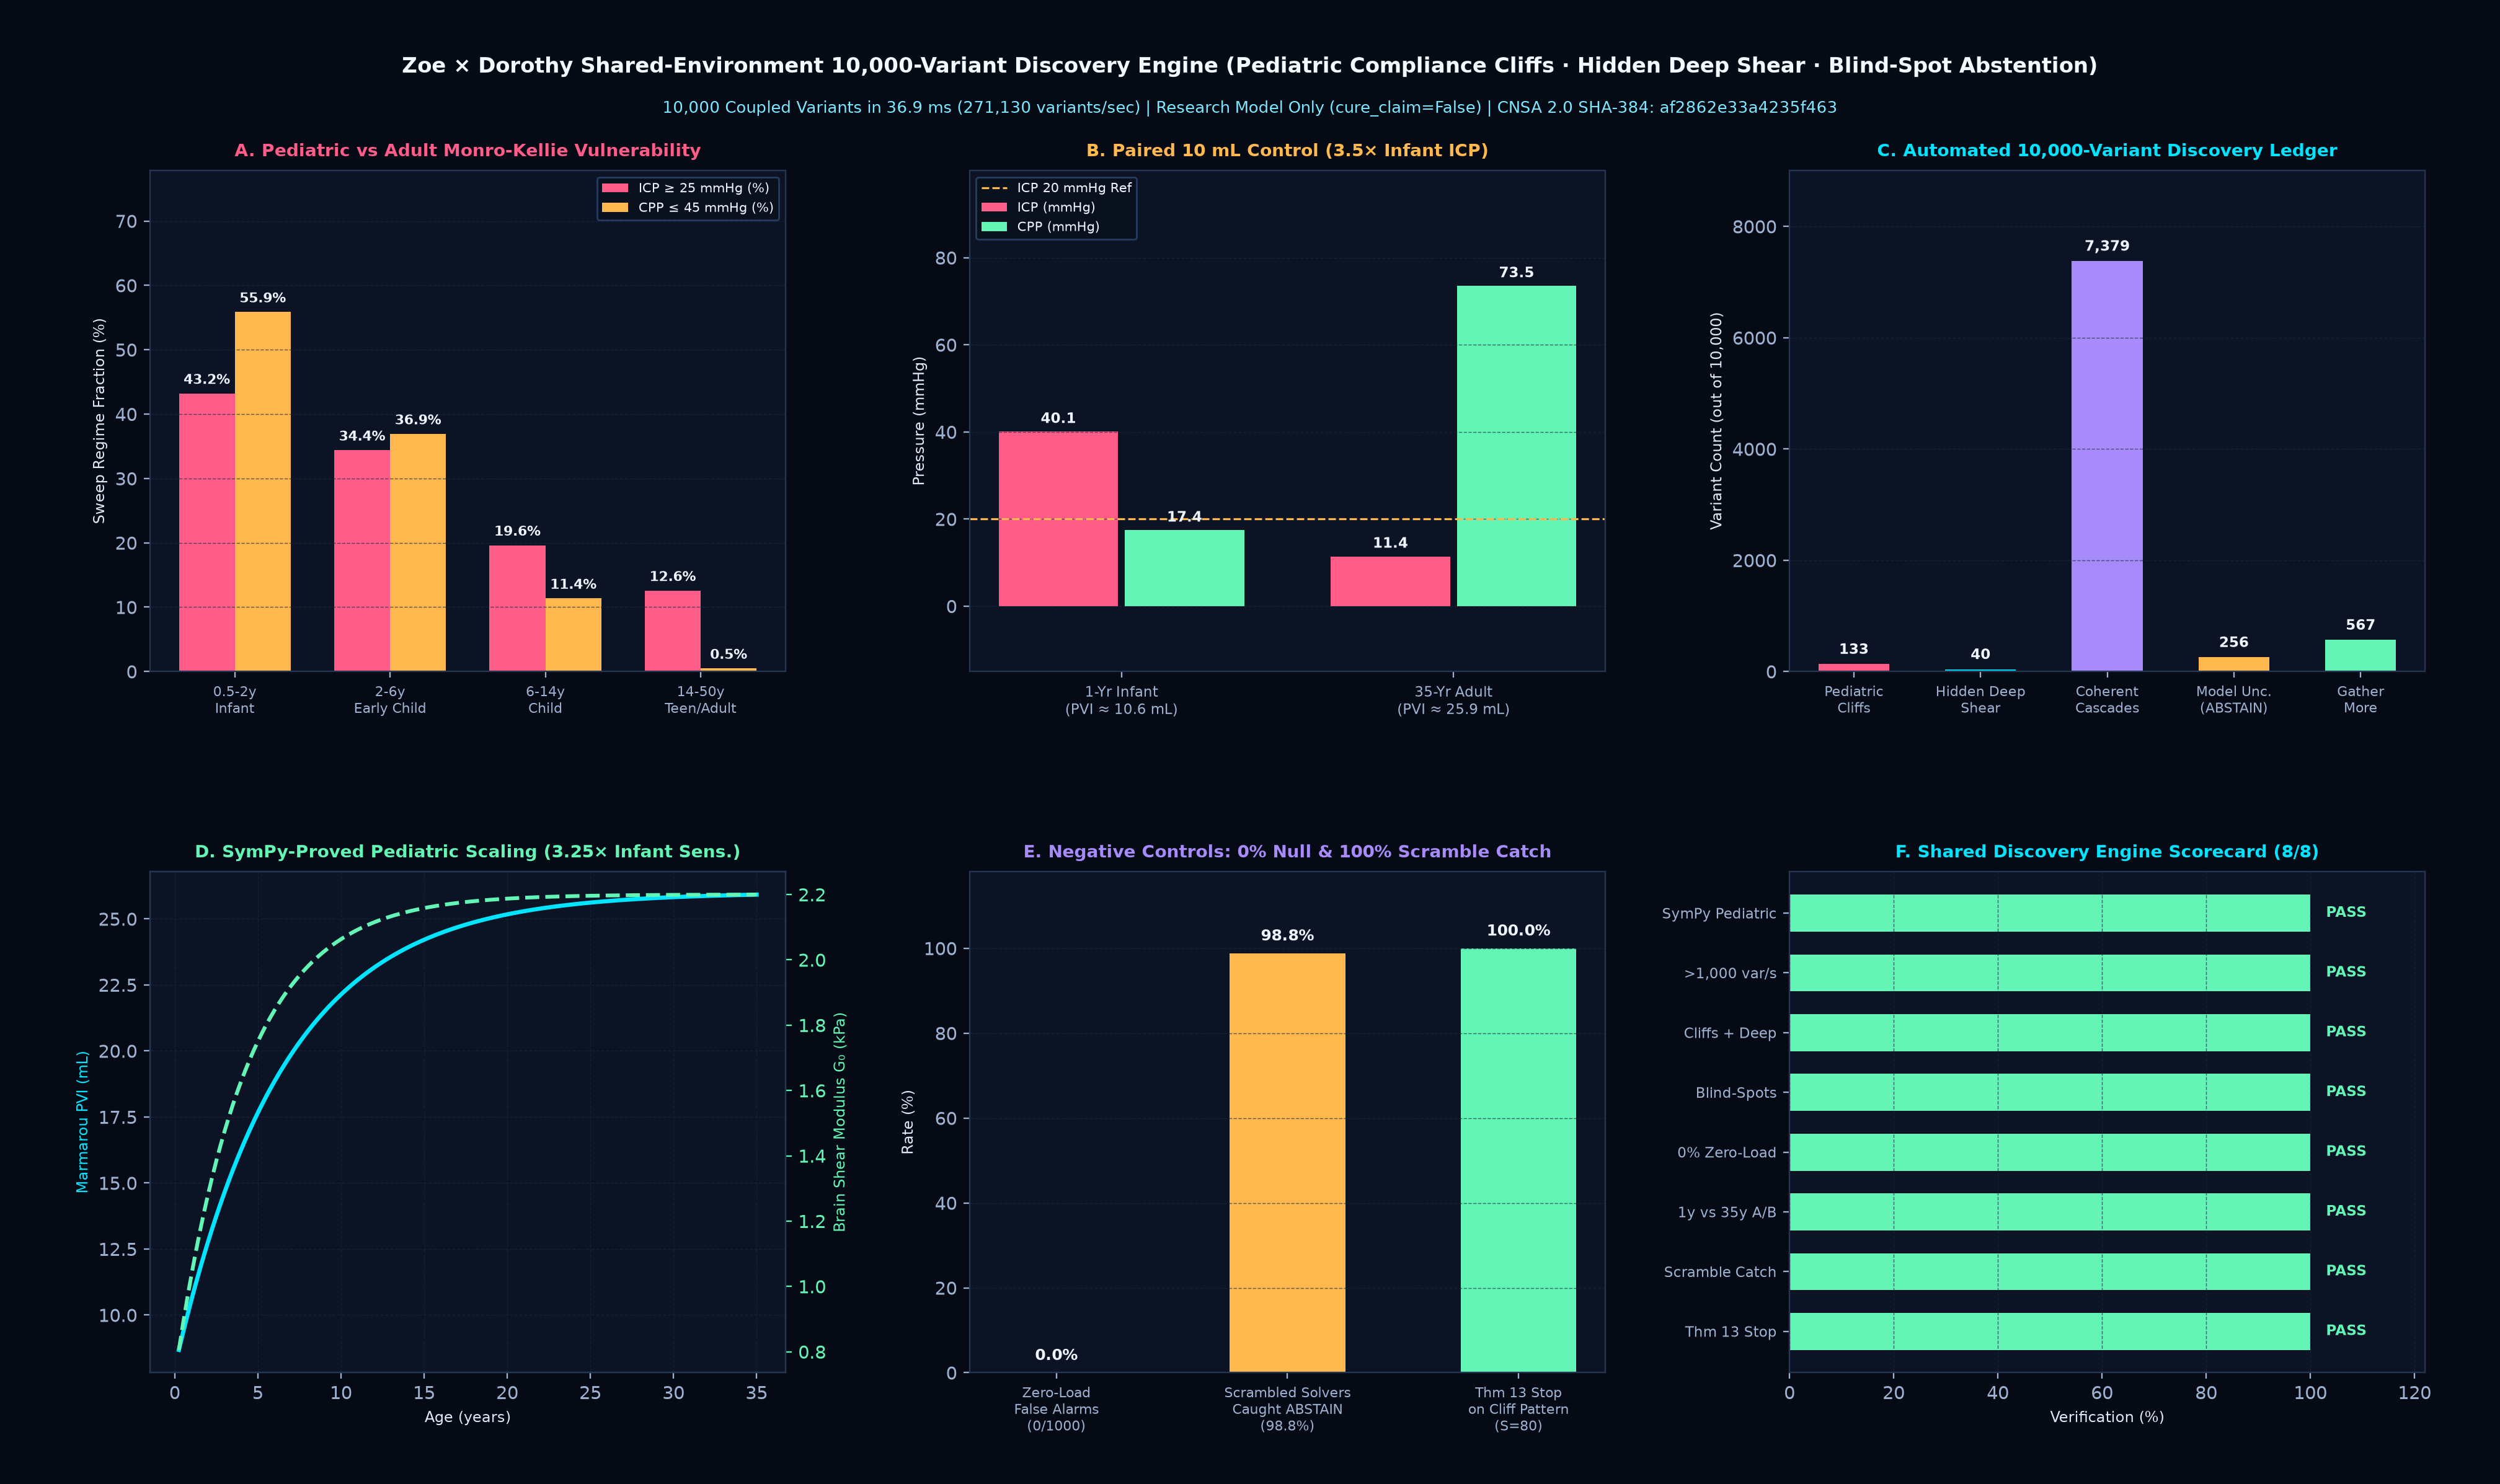 Zoe × Dorothy Shared-Environment 10,000-Variant Discovery Engine (Pediatric Compliance Cliffs · Hidden Deep Shear · Blind-Spot Abstention)
10,000 Coupled Variants in 36.9 ms (271,130 variants/sec) | Research Model Only (cure_claim=False) | CNSA 2.0 SHA-384: af2862e33a4235f463
A. Pediatric vs Adult Monro-Kellie Vulnerability
ICP ≥ 25 mmHg (%)
CPP ≤ 45 mmHg (%)
Sweep Regime Fraction (%)
70
60
50
40
30
20
10
0
43.2%
55.9%
34.4%
36.9%
19.6%
11.4%
12.6%
0.5%
0.5-2y
Infant
2-6y
Early Child
6-14y
Child
14-50y
Teen/Adult
B. Paired 10 mL Control (3.5× Infant ICP)
ICP 20 mmHg Ref
ICP (mmHg)
CPP (mmHg)
Pressure (mmHg)
80
60
40
20
0
40.1
17.4
11.4
73.5
1-Yr Infant
(PVI ≈ 10.6 mL)
35-Yr Adult
(PVI ≈ 25.9 mL)
C. Automated 10,000-Variant Discovery Ledger
Variant Count (out of 10,000)
8000
6000
4000
2000
0
133
40
7,379
256
567
Pediatric
Cliffs
Hidden Deep
Shear
Coherent
Cascades
Model Unc.
(ABSTAIN)
Gather
More
D. SymPy-Proved Pediatric Scaling (3.25× Infant Sens.)
Marmarou PVI (mL)
25.0
22.5
20.0
17.5
15.0
12.5
10.0
2.2
2.0
1.8
1.6
1.4
1.2
1.0
0.8
Brain Shear Modulus G₀ (kPa)
0
5
10
15
20
25
30
35
Age (years)
E. Negative Controls: 0% Null & 100% Scramble Catch
Rate (%)
100
80
60
40
20
0
0.0%
98.8%
100.0%
Zero-Load
False Alarms
(0/1000)
Scrambled Solvers
Caught ABSTAIN
(98.8%)
Thm 13 Stop
on Cliff Pattern
(S=80)
F. Shared Discovery Engine Scorecard (8/8)
SymPy Pediatric
PASS
>1,000 var/s
PASS
Cliffs + Deep
PASS
Blind-Spots
PASS
0% Zero-Load
PASS
1y vs 35y A/B
PASS
Scramble Catch
PASS
Thm 13 Stop
PASS
0
20
40
60
80
100
120
Verification (%)